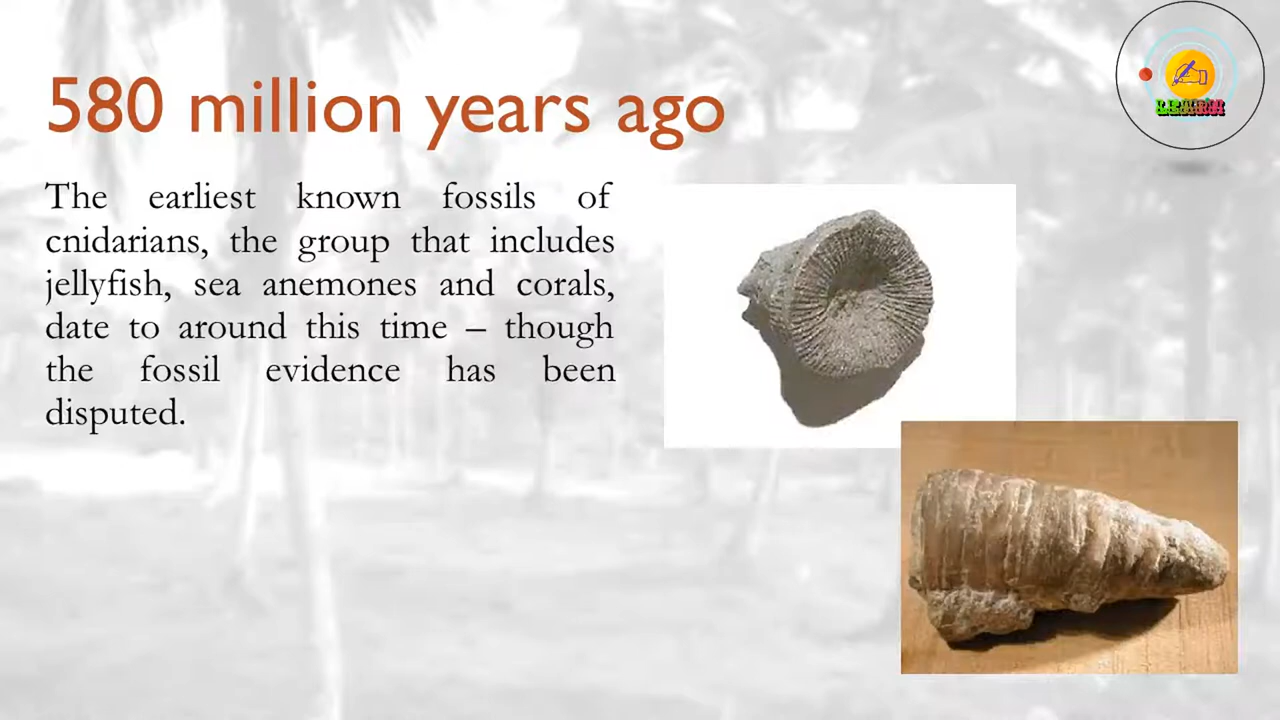 580 million years ago
The earliest known fossils of
cnidarians, the group that includes
jellyfish, sea anemones and corals,
date to around this time – though
the fossil evidence has been
disputed.